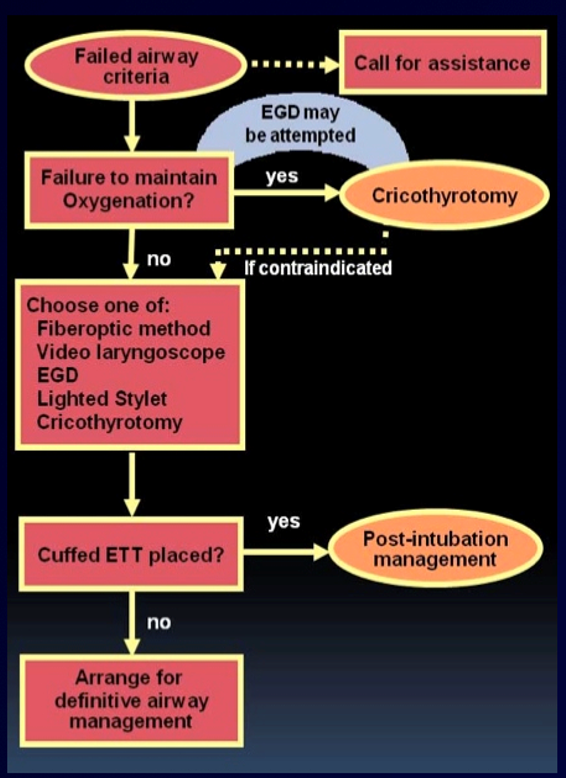 Failed airway
criteria
Call for assistance
EGD may
be attempted
Failure to maintain
Oxygenation?
yes
Cricothyrotomy
no
If contraindicated
Choose one of:
Fiberoptic method
Video laryngoscope
EGD
Lighted Stylet
Cricothyrotomy
Cuffed ETT placed?
yes
Post-intubation
management
no
Arrange for
definitive airway
management